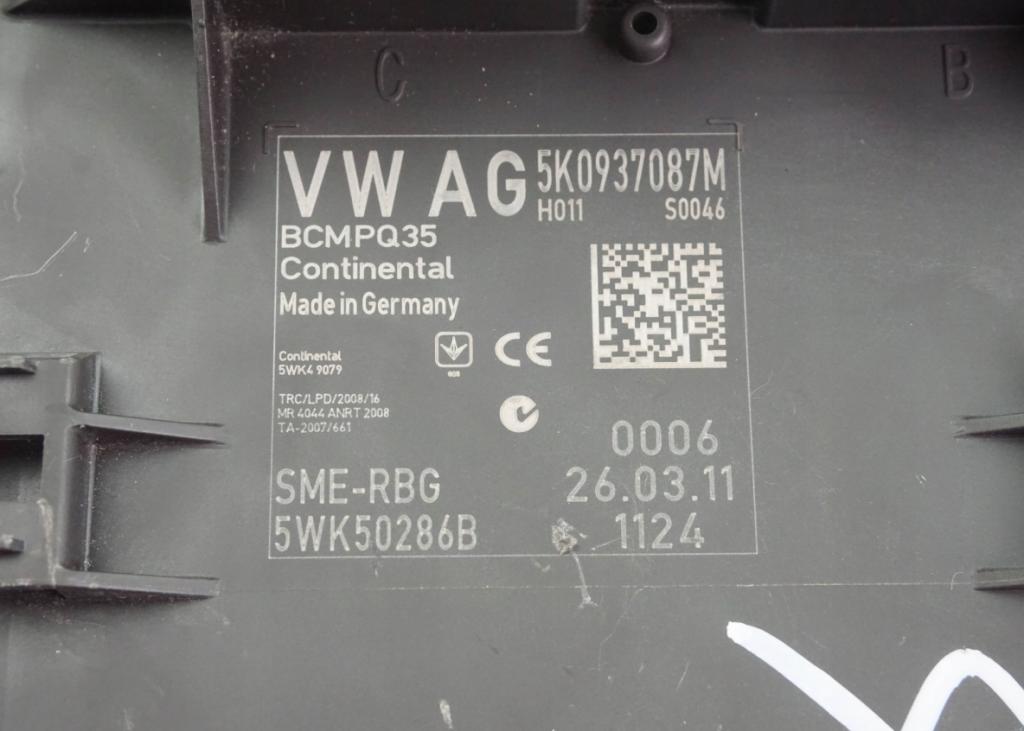 C
B
VW AG 5K0937087M
H011 S0046
BCMPQ35
Continental
Made in Germany
CE
Continental
5WK4 9079
TRC/LPD/2008/16
MR 4044 ANRT 2008
TA-2007/661
0006
SME-RBG 26.03.11
5WK50286B 1124